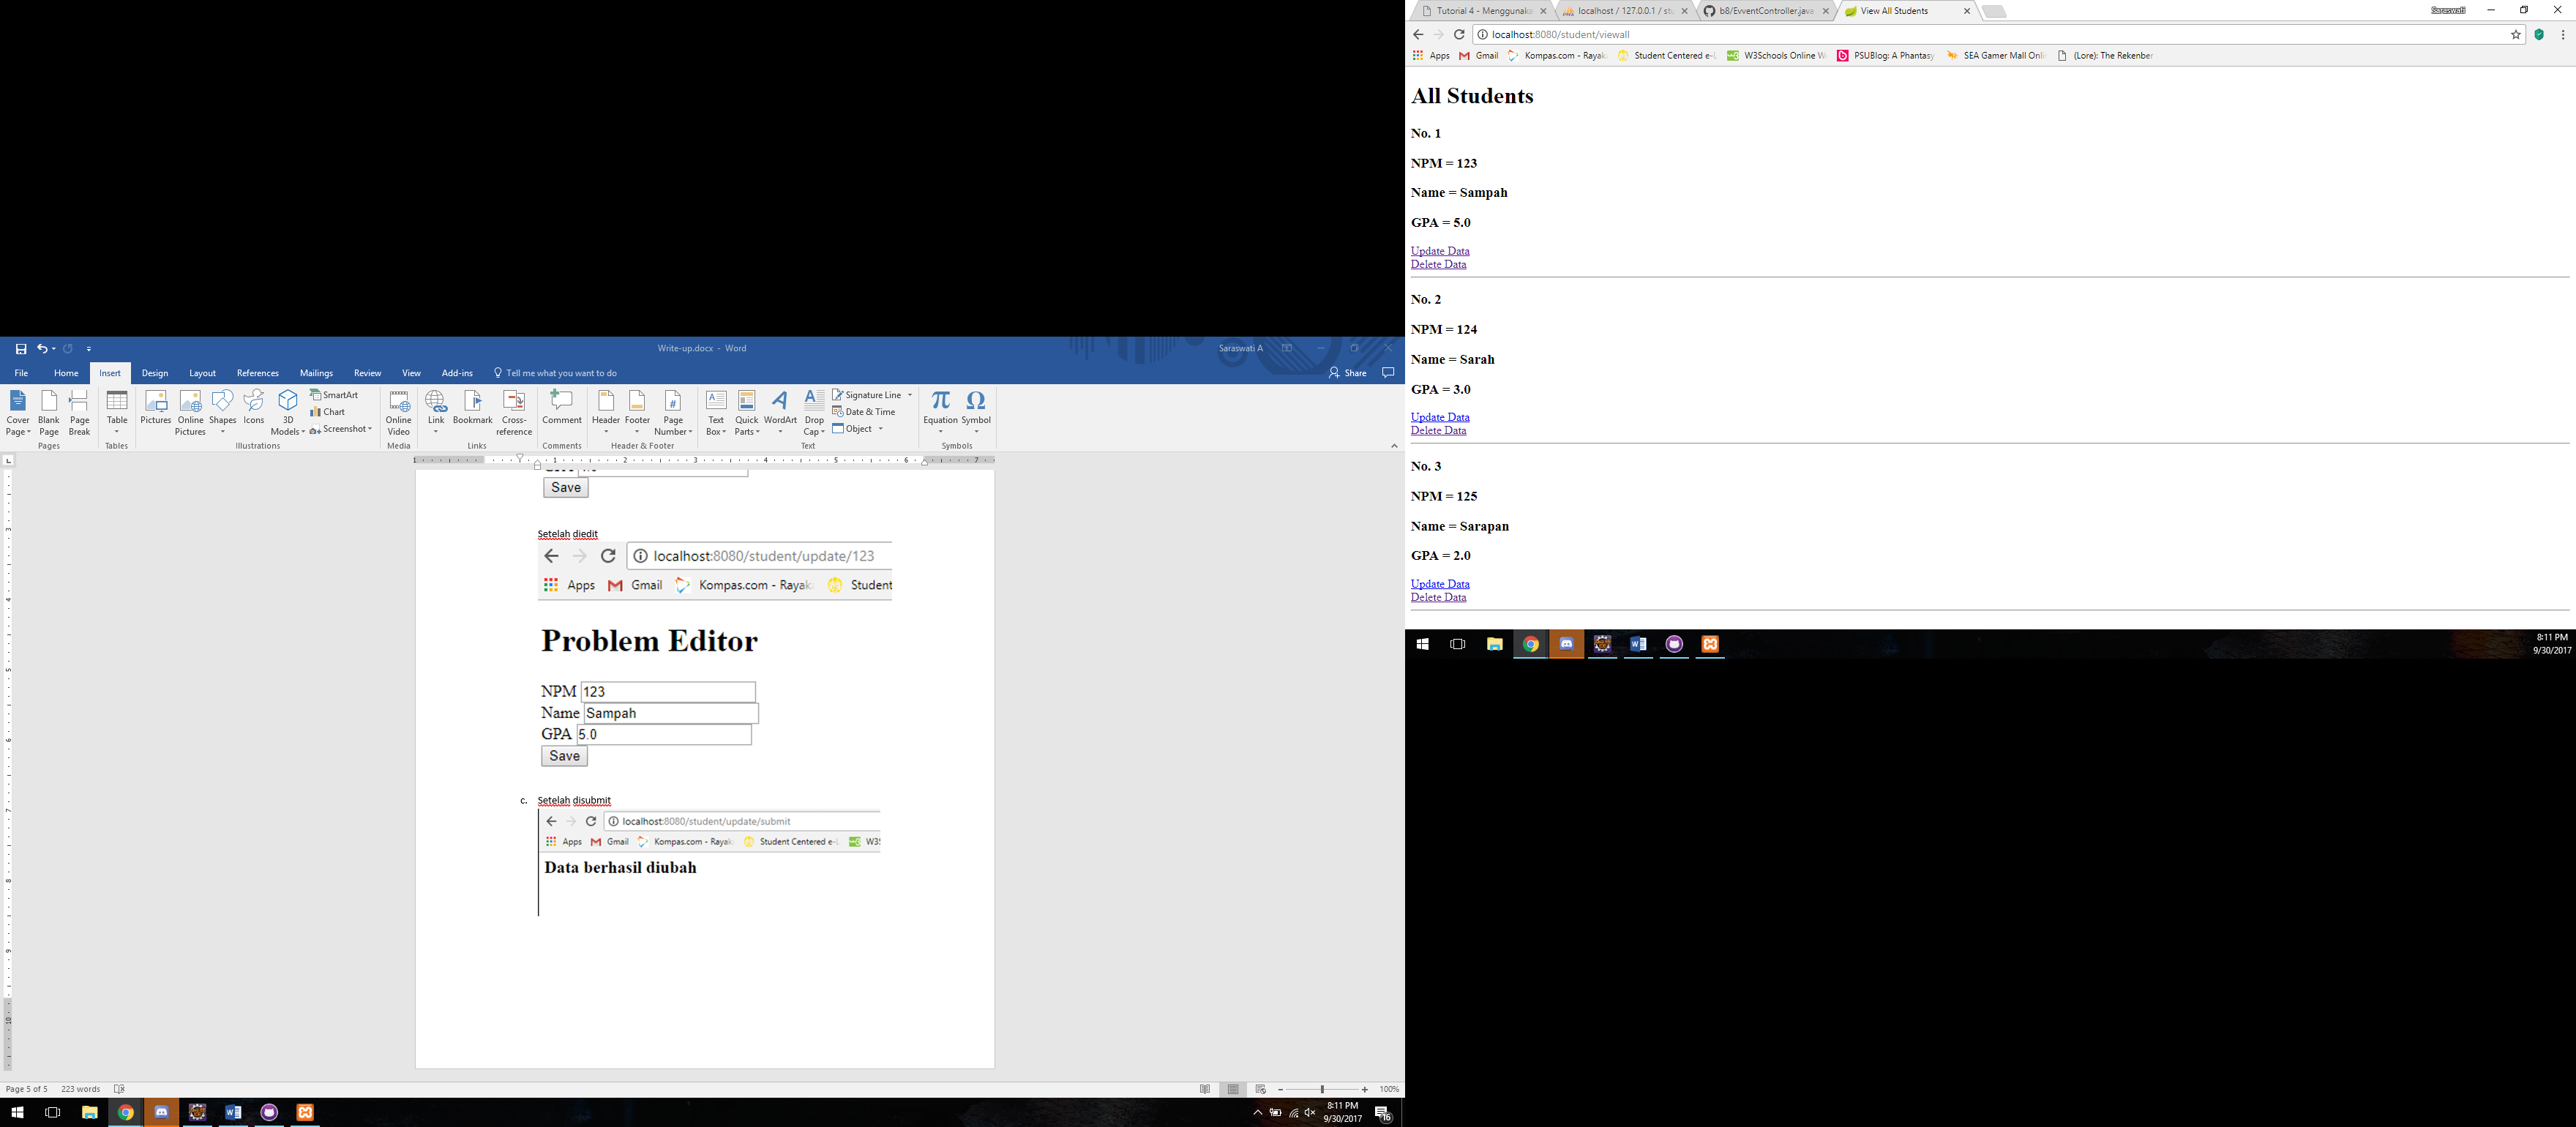 Write-up.docx - Word
Saraswati A
File Home Insert Design Layout References Mailings Review View Add-ins Tell me what you want to do
Share
Cover Page
Blank Page
Page Break
Table
Pictures
Online Pictures
Shapes
Icons
3D Models
SmartArt
Chart
Screenshot
Online Video
Link
Bookmark
Cross-reference
Comment
Header
Footer
Page Number
Text Box
Quick Parts
WordArt
Drop Cap
Signature Line
Date & Time
Object
Equation
Symbol
Pages Tables Illustrations Media Links Comments Header & Footer Text Symbols
Save
Setelah diedit
localhost:8080/student/update/123
Apps Gmail Kompas.com - Rayak Student
Problem Editor
NPM 123
Name Sampah
GPA 5.0
Save
c. Setelah disubmit
localhost:8080/student/update/submit
Apps Gmail Kompas.com - Rayak Student Centered e-L W3S
Data berhasil diubah
Page 5 of 5 223 words
100%
8:11 PM
9/30/2017
16
Tutorial 4 - Menggunaka localhost / 127.0.0.1 / stu b8/EvventController.java View All Students
Saraswati
localhost:8080/student/viewall
Apps Gmail Kompas.com - Rayak Student Centered e-L W3Schools Online W PSUBlog: A Phantasy SEA Gamer Mall Onli (Lore): The Rekenber
All Students
No. 1
NPM = 123
Name = Sampah
GPA = 5.0
Update Data
Delete Data
No. 2
NPM = 124
Name = Sarah
GPA = 3.0
Update Data
Delete Data
No. 3
NPM = 125
Name = Sarapan
GPA = 2.0
Update Data
Delete Data
8:11 PM
9/30/2017